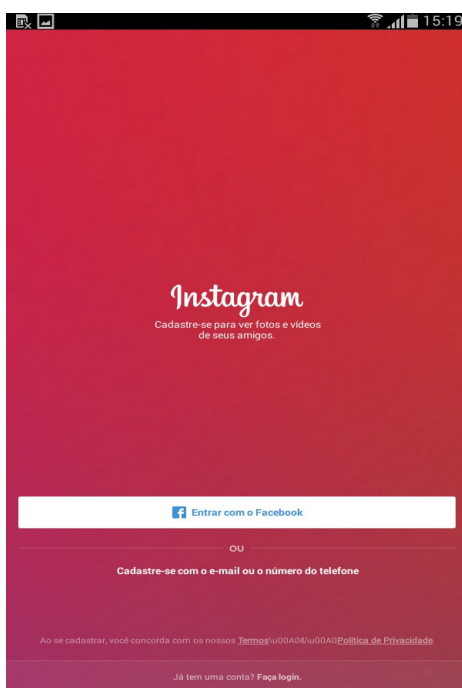 15:19
Instagram
Cadastre-se para ver fotos e vídeos
de seus amigos.
Entrar com o Facebook
OU
Cadastre-se com o e-mail ou o número do telefone
Ao se cadastrar, você concorda com os nossos Termos\u00A0&\u00A0Política de Privacidade
Já tem uma conta? Faça login.